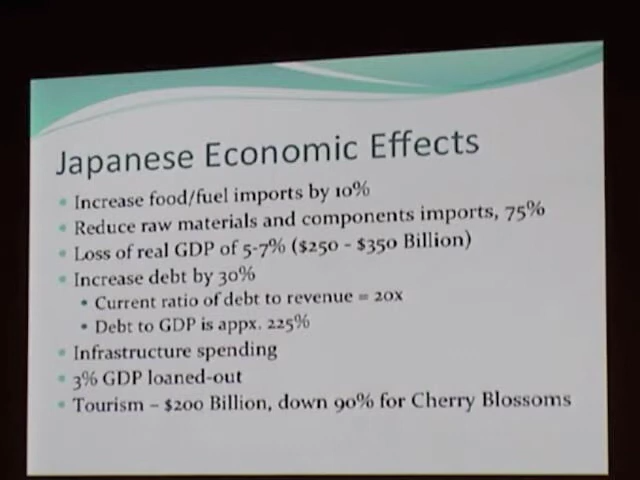 Japanese Economic Effects
• Increase food/fuel imports by 10%
• Reduce raw materials and components imports, 75%
• Loss of real GDP of 5-7% ($250 - $350 Billion)
• Increase debt by 30%
• Current ratio of debt to revenue = 20x
• Debt to GDP is appx. 225%
• Infrastructure spending
• 3% GDP loaned-out
• Tourism – $200 Billion, down 90% for Cherry Blossoms